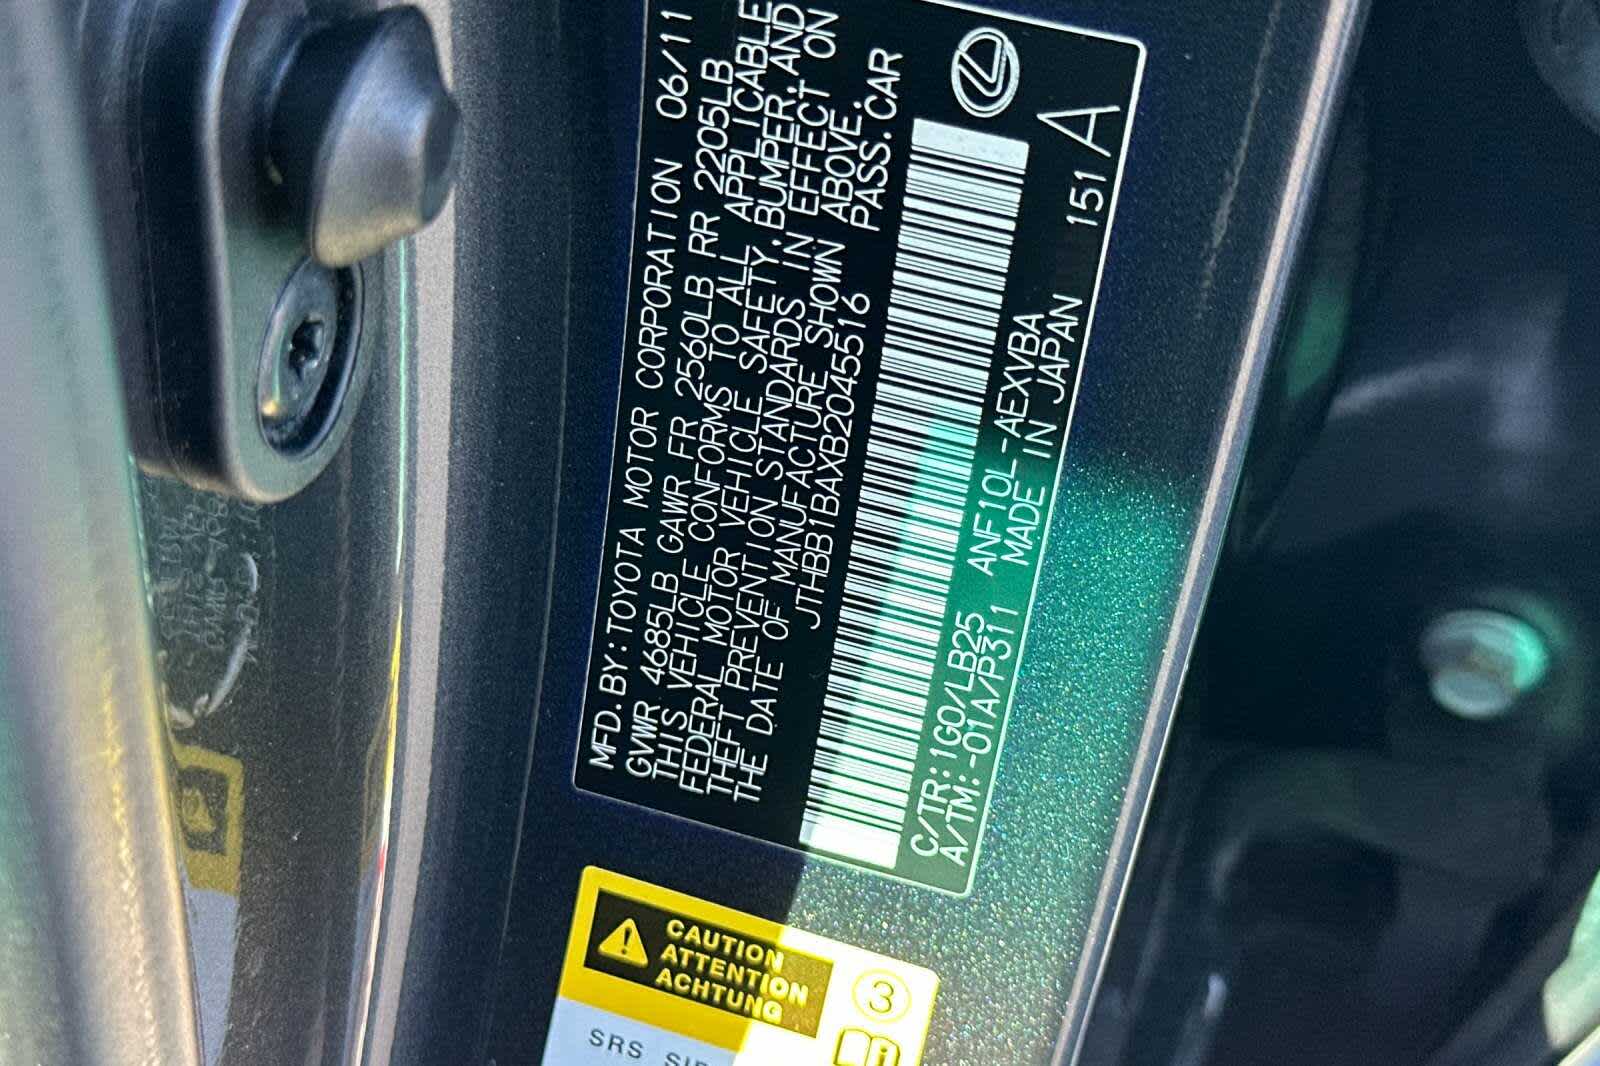 MFD.BY:TOYOTA MOTOR CORPORATION 06/11
GVWR 4685LB GAWR FR 2560LB RR 2205LB
THIS VEHICLE CONFORMS TO ALL APPLICABLE
FEDERAL MOTOR VEHICLE SAFETY,BUMPER,AND
THEFT PREVENTION STANDARDS IN EFFECT ON
THE DATE OF MANUFACTURE SHOWN ABOVE.
JTHBB1BAXB2045516 PASS.CAR
C/TR:1G0/LB25 ANF10L-AEXVBA 151 A
A/TM:-01A/P311 MADE IN JAPAN
CAUTION
ATTENTION
ACHTUNG
3
i
SRS